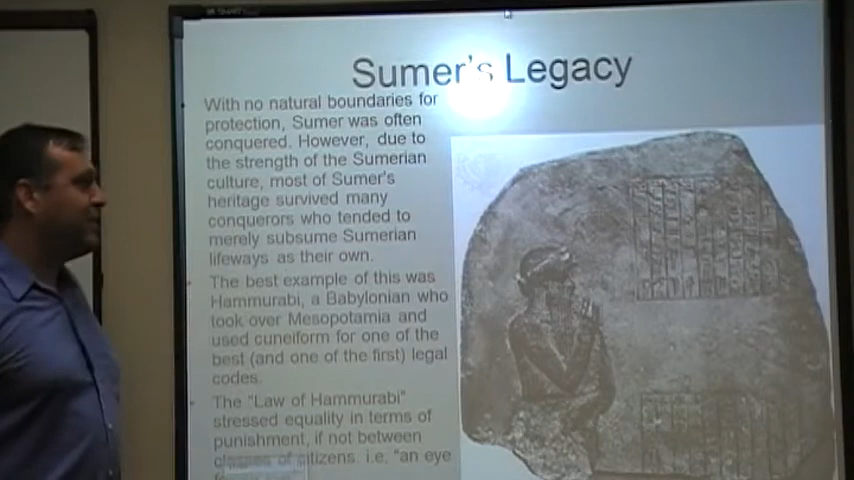 Sumer's Legacy
With no natural boundaries for
protection, Sumer was often
conquered. However, due to
the strength of the Sumerian
culture, most of Sumer's
heritage survived many
conquerors who tended to
merely subsume Sumerian
lifeways as their own.
The best example of this was
Hammurabi, a Babylonian who
took over Mesopotamia and
used cuneiform for one of the
best (and one of the first) legal
codes.
The "Law of Hammurabi"
stressed equality in terms of
punishment, if not between
classes of citizens. i.e. "an eye